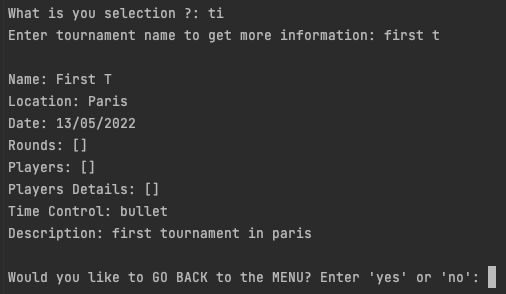 What is you selection ?: ti
Enter tournament name to get more information: first t
Name: First T
Location: Paris
Date: 13/05/2022
Rounds: []
Players: []
Players Details: []
Time Control: bullet
Description: first tournament in paris
Would you like to GO BACK to the MENU? Enter 'yes' or 'no':